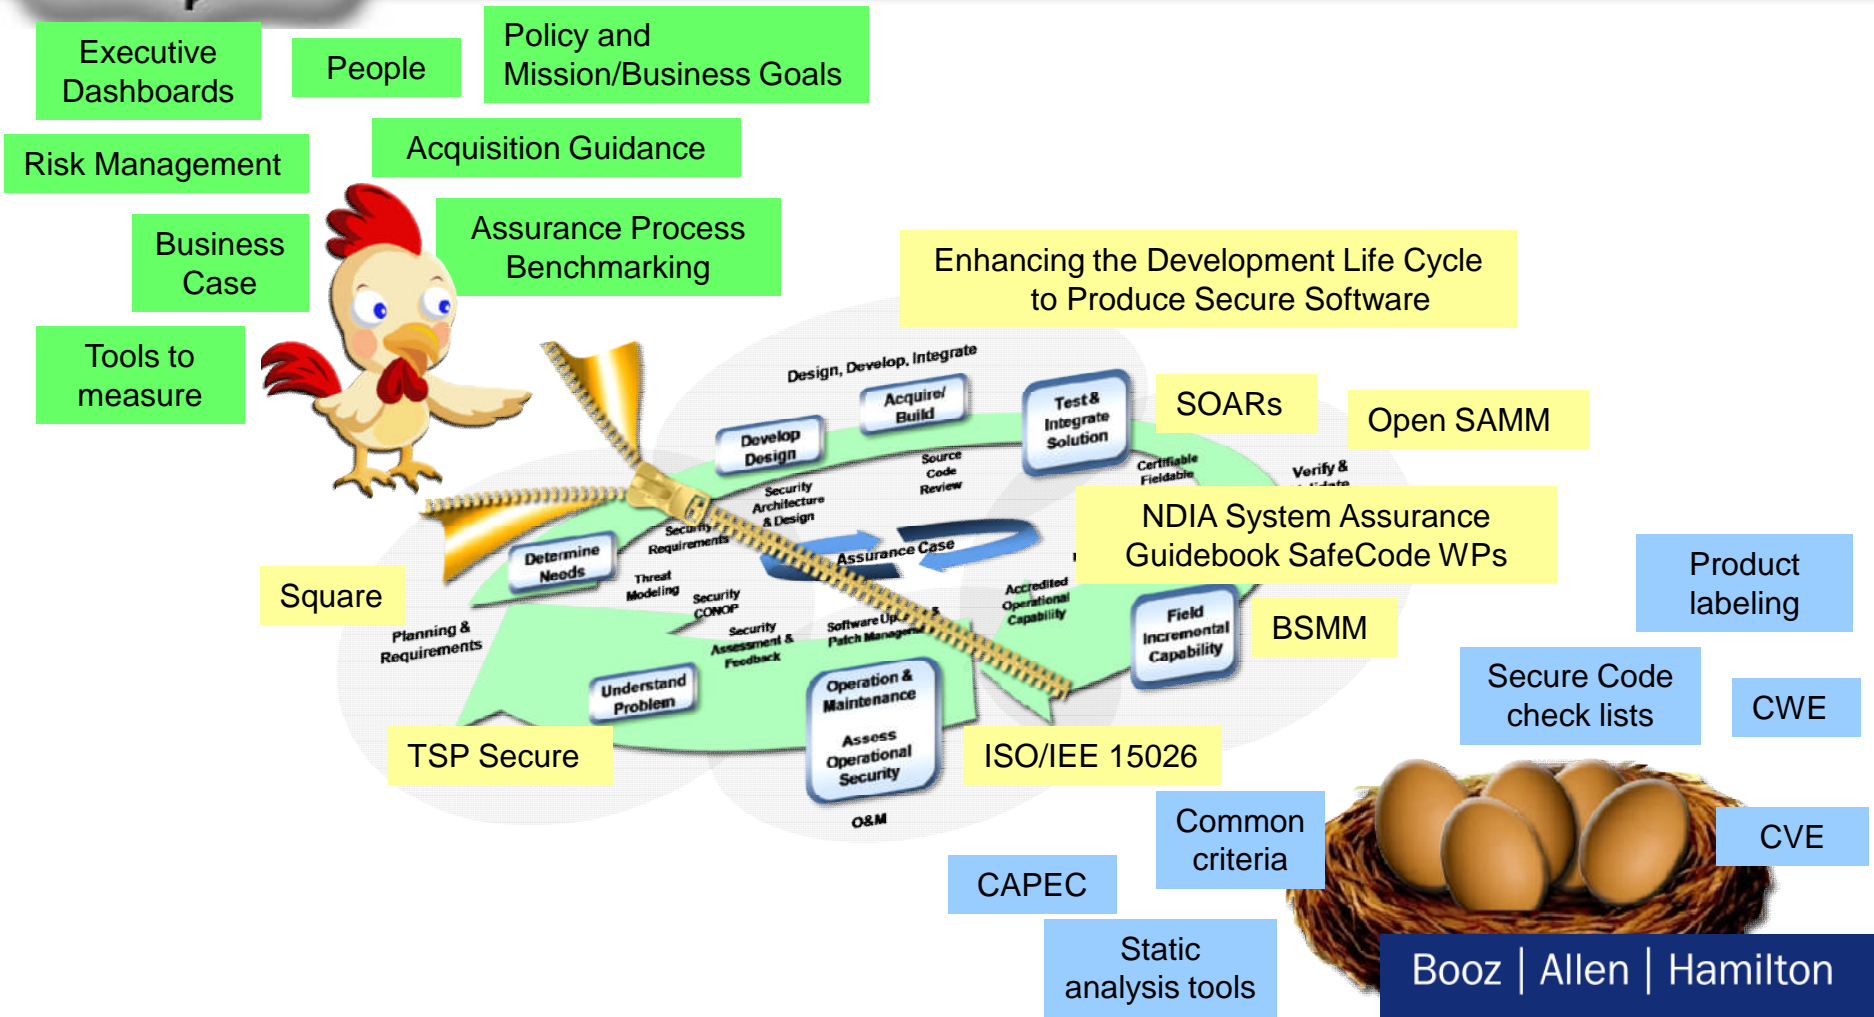 Executive
Dashboards
People
Policy and
Mission/Business Goals
Risk Management
Acquisition Guidance
Business
Case
Assurance Process
Benchmarking
Tools to
measure
Enhancing the Development Life Cycle
to Produce Secure Software
Design, Develop, Integrate
Acquire/
Build
Test &
Integrate
Solution
SOARs
Open SAMM
Develop
Design
Source
Code
Review
Certifiable
Fieldable
Verify &
Security
Architecture
& Design
NDIA System Assurance
Guidebook SafeCode WPs
Security
Requirements
Assurance Case
Determine
Needs
Threat
Modeling
Security
CONOP
Accredited
Operational
Capability
Square
Planning &
Requirements
Security
Assessment &
Feedback
Software
&
Patch
Field
Incremental
Capability
BSMM
Product
labeling
Understand
Problem
Operation &
Maintenance
Assess
Operational
Security
Secure Code
check lists
CWE
TSP Secure
ISO/IEE 15026
O&M
Common
criteria
CVE
CAPEC
Static
analysis tools
Booz | Allen | Hamilton